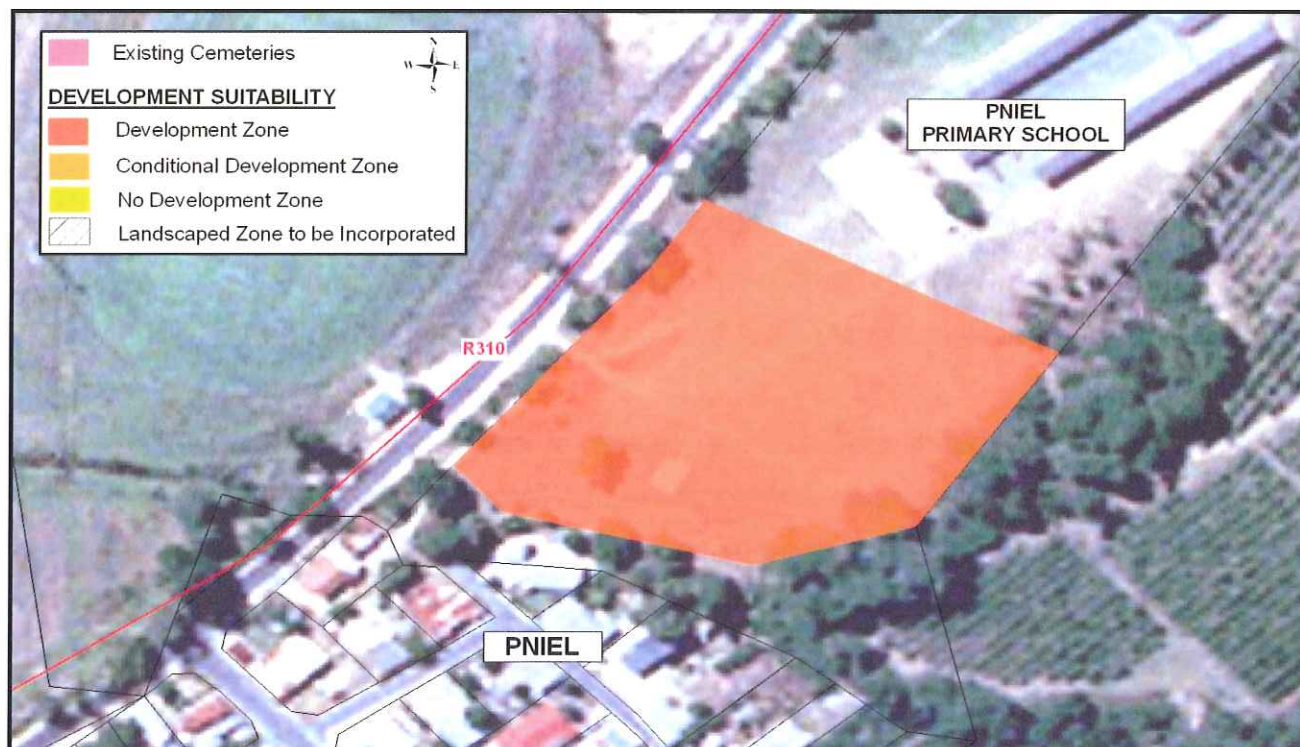 Existing Cemeteries
N
W E
S
DEVELOPMENT SUITABILITY
Development Zone
Conditional Development Zone
No Development Zone
Landscaped Zone to be Incorporated
PNIEL
PRIMARY SCHOOL
R310
PNIEL